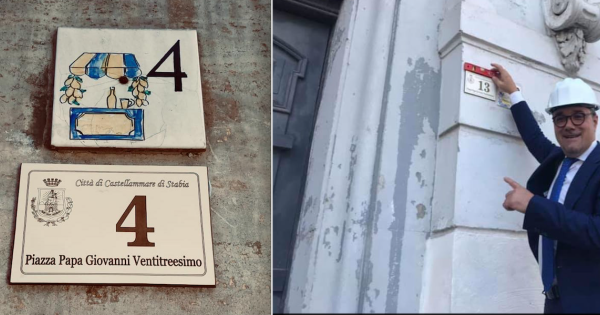 4
Città di Castellammare di Stabia
4
Piazza Papa Giovanni Ventitreesimo
13